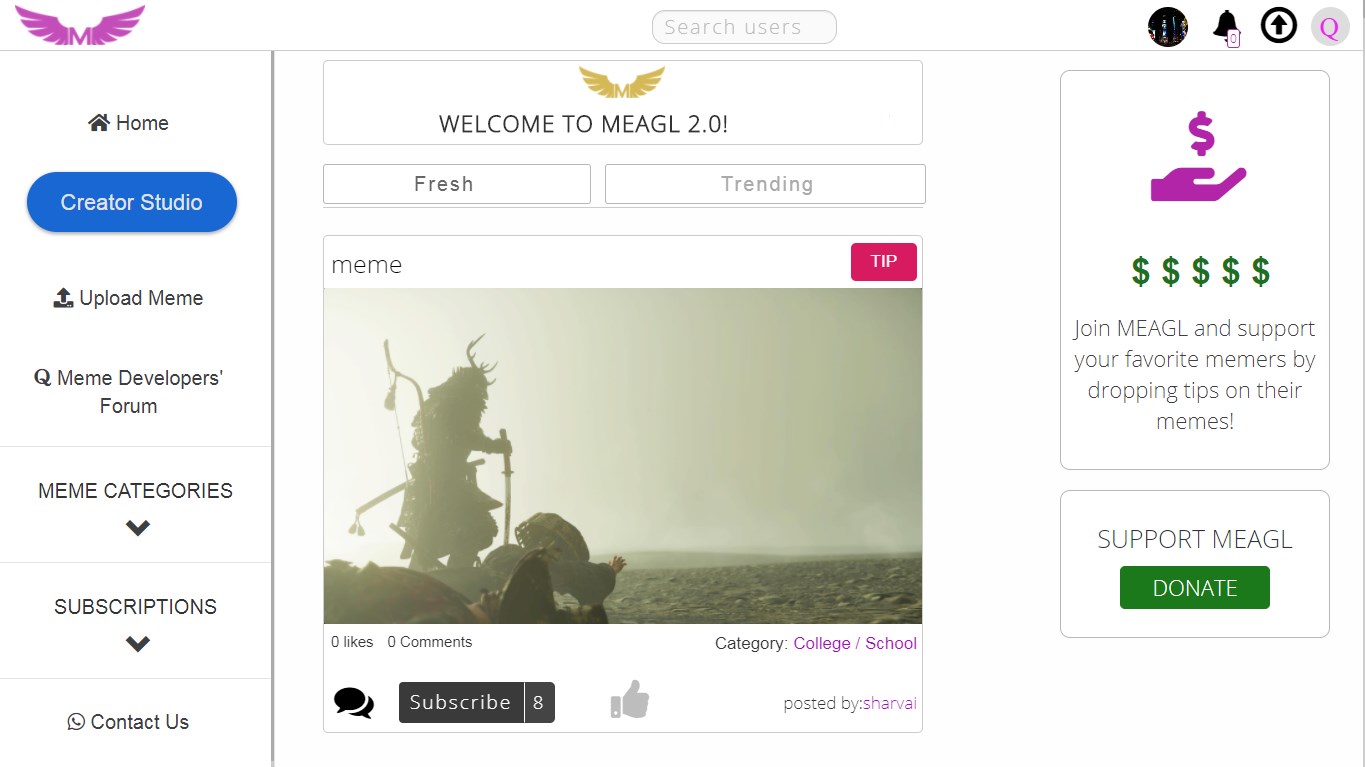 M
Search users
0
Q
Home
Creator Studio
Upload Meme
Q Meme Developers'
Forum
MEME CATEGORIES
SUBSCRIPTIONS
Contact Us
M
WELCOME TO MEAGL 2.0!
Fresh
Trending
meme
TIP
0 likes 0 Comments
Category: College / School
Subscribe 8
posted by:sharvai
$
$ $ $ $ $
Join MEAGL and support
your favorite memers by
dropping tips on their
memes!
SUPPORT MEAGL
DONATE